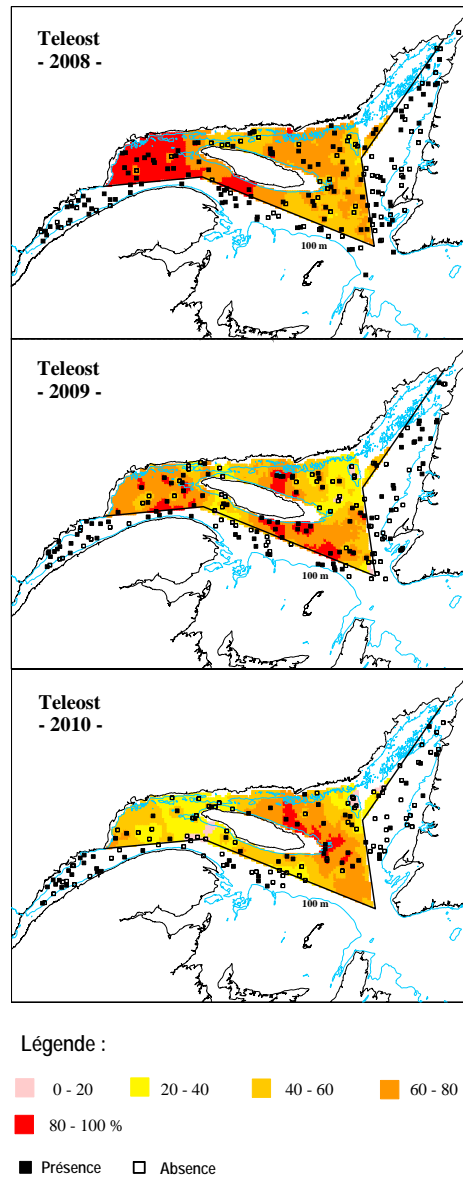 Teleost
- 2008 -
100 m
Teleost
- 2009 -
100 m
Teleost
- 2010 -
100 m
Légende :
0 - 20 20 - 40 40 - 60 60 - 80
80 - 100 %
Présence Absence